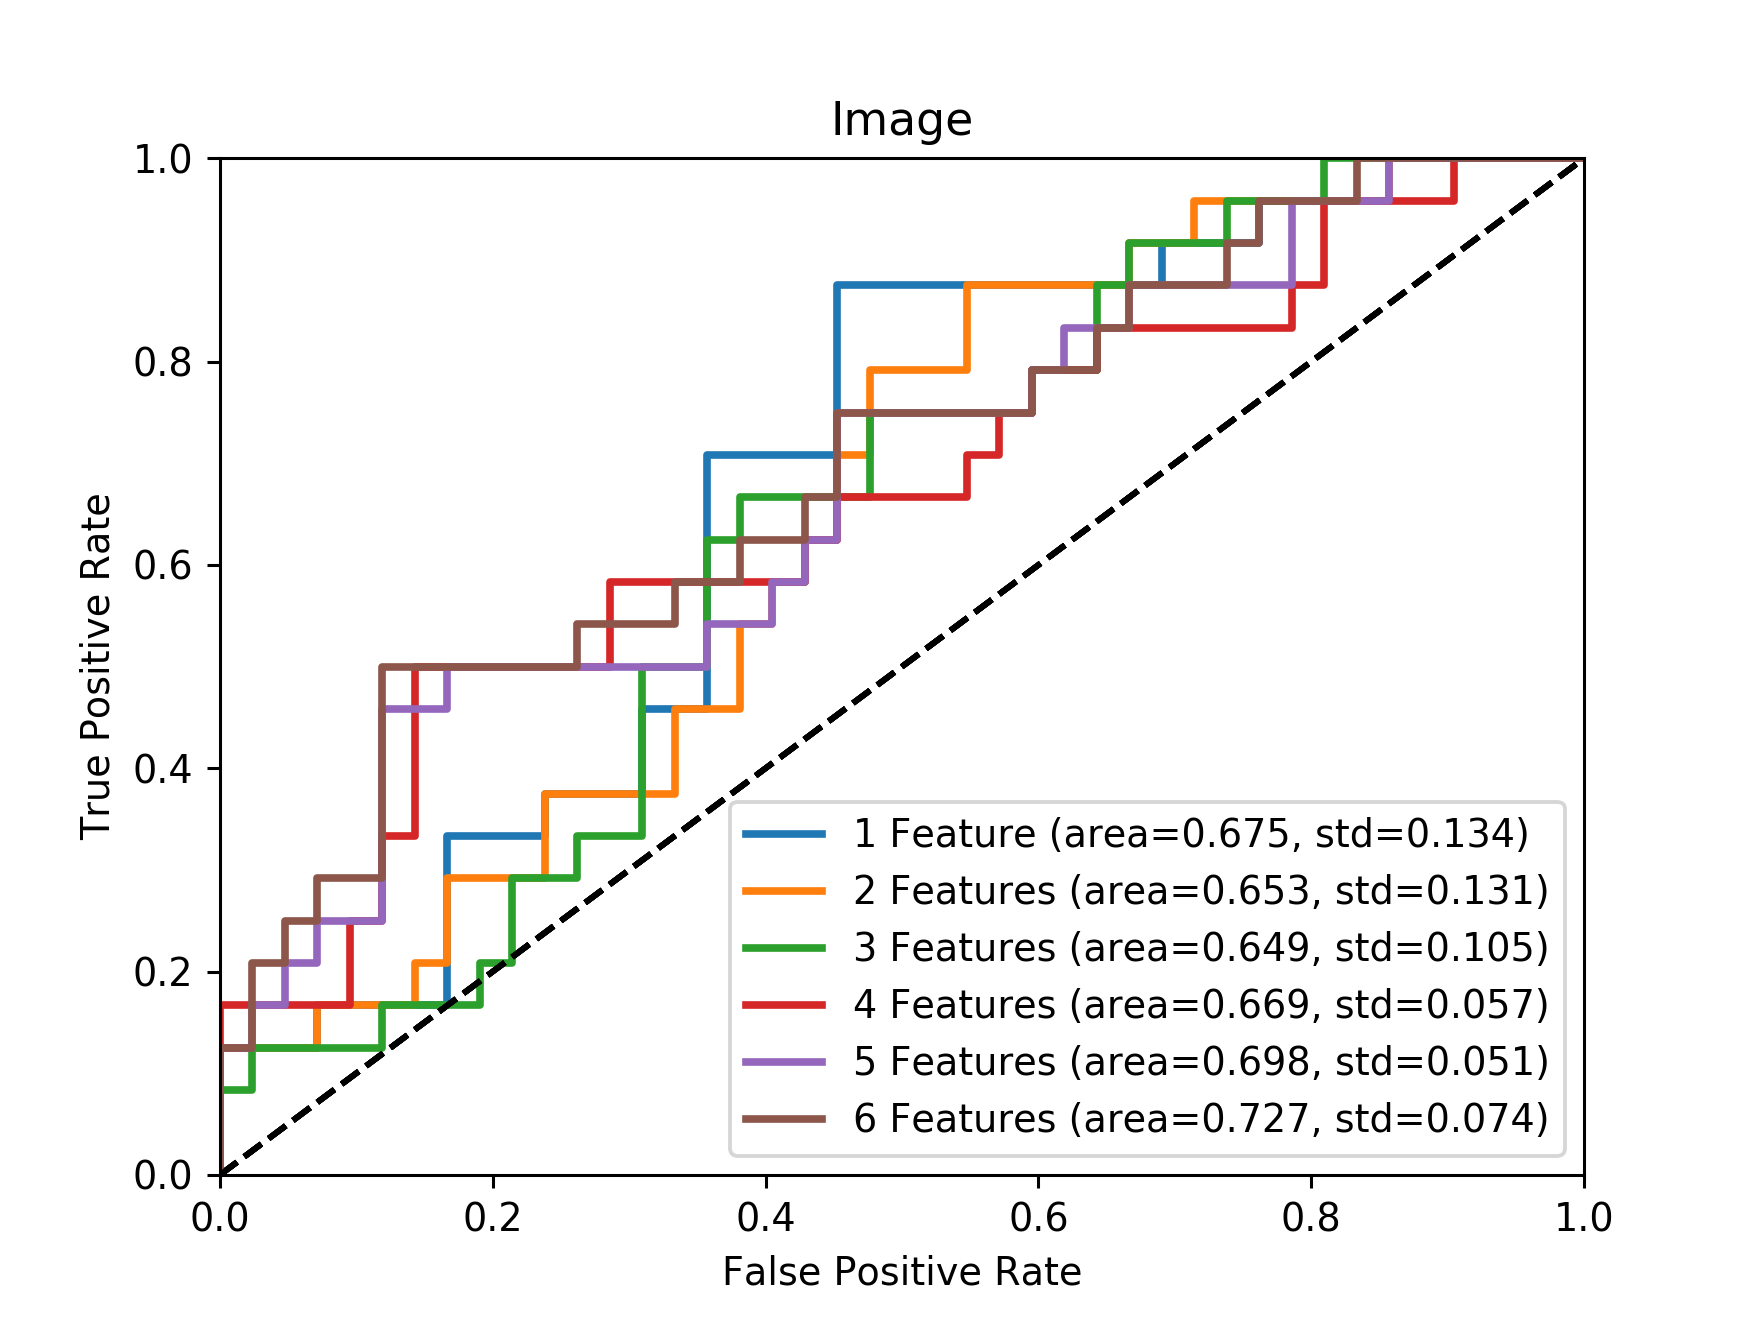 Image
1.0
0.8
0.6
0.4
0.2
0.0
True Positive Rate
1 Feature (area=0.675, std=0.134)
2 Features (area=0.653, std=0.131)
3 Features (area=0.649, std=0.105)
4 Features (area=0.669, std=0.057)
5 Features (area=0.698, std=0.051)
6 Features (area=0.727, std=0.074)
0.0 0.2 0.4 0.6 0.8 1.0
False Positive Rate